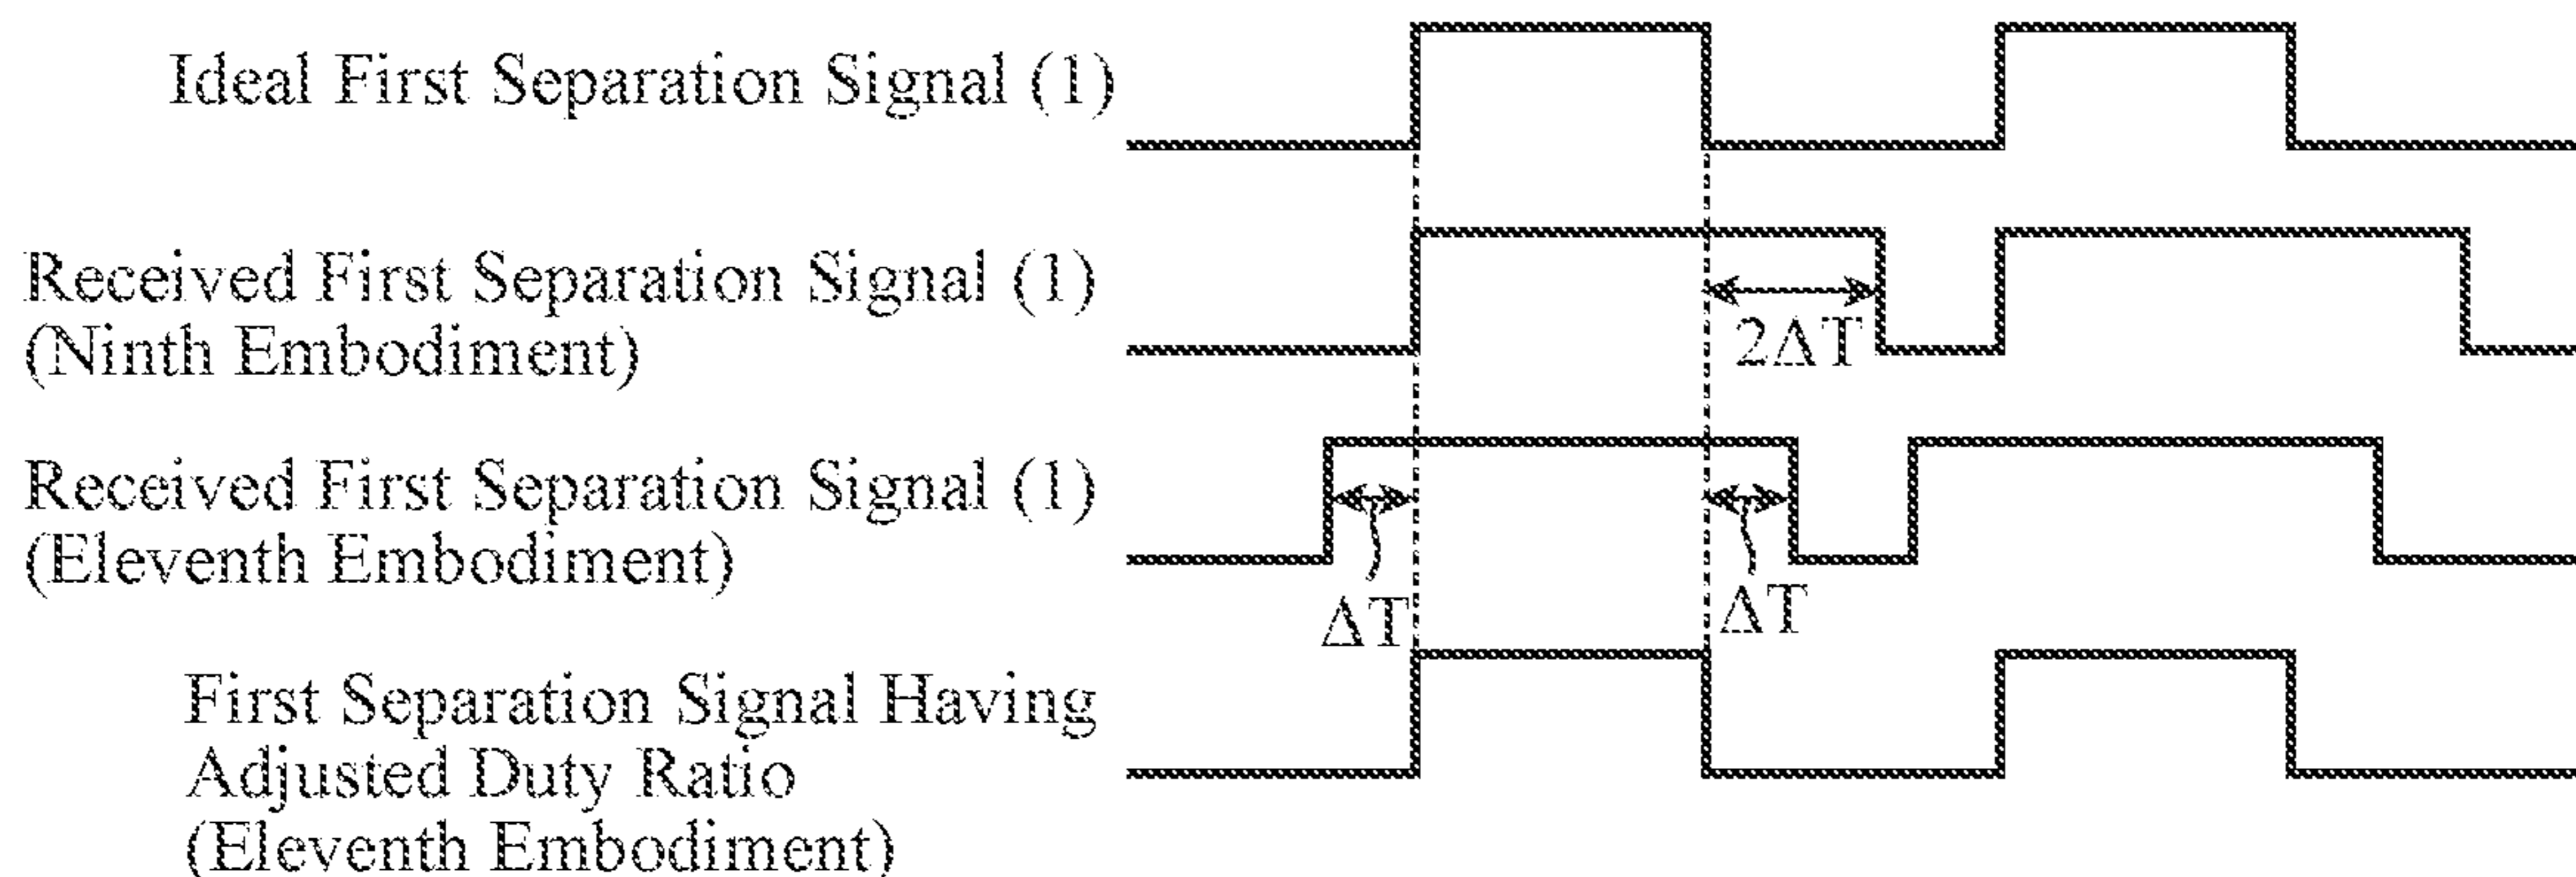 Ideal First Separation Signal (1)
Received First Separation Signal (1)
(Ninth Embodiment)
2ΔT
Received First Separation Signal (1)
(Eleventh Embodiment)
ΔT
ΔT
First Separation Signal Having
Adjusted Duty Ratio
(Eleventh Embodiment)